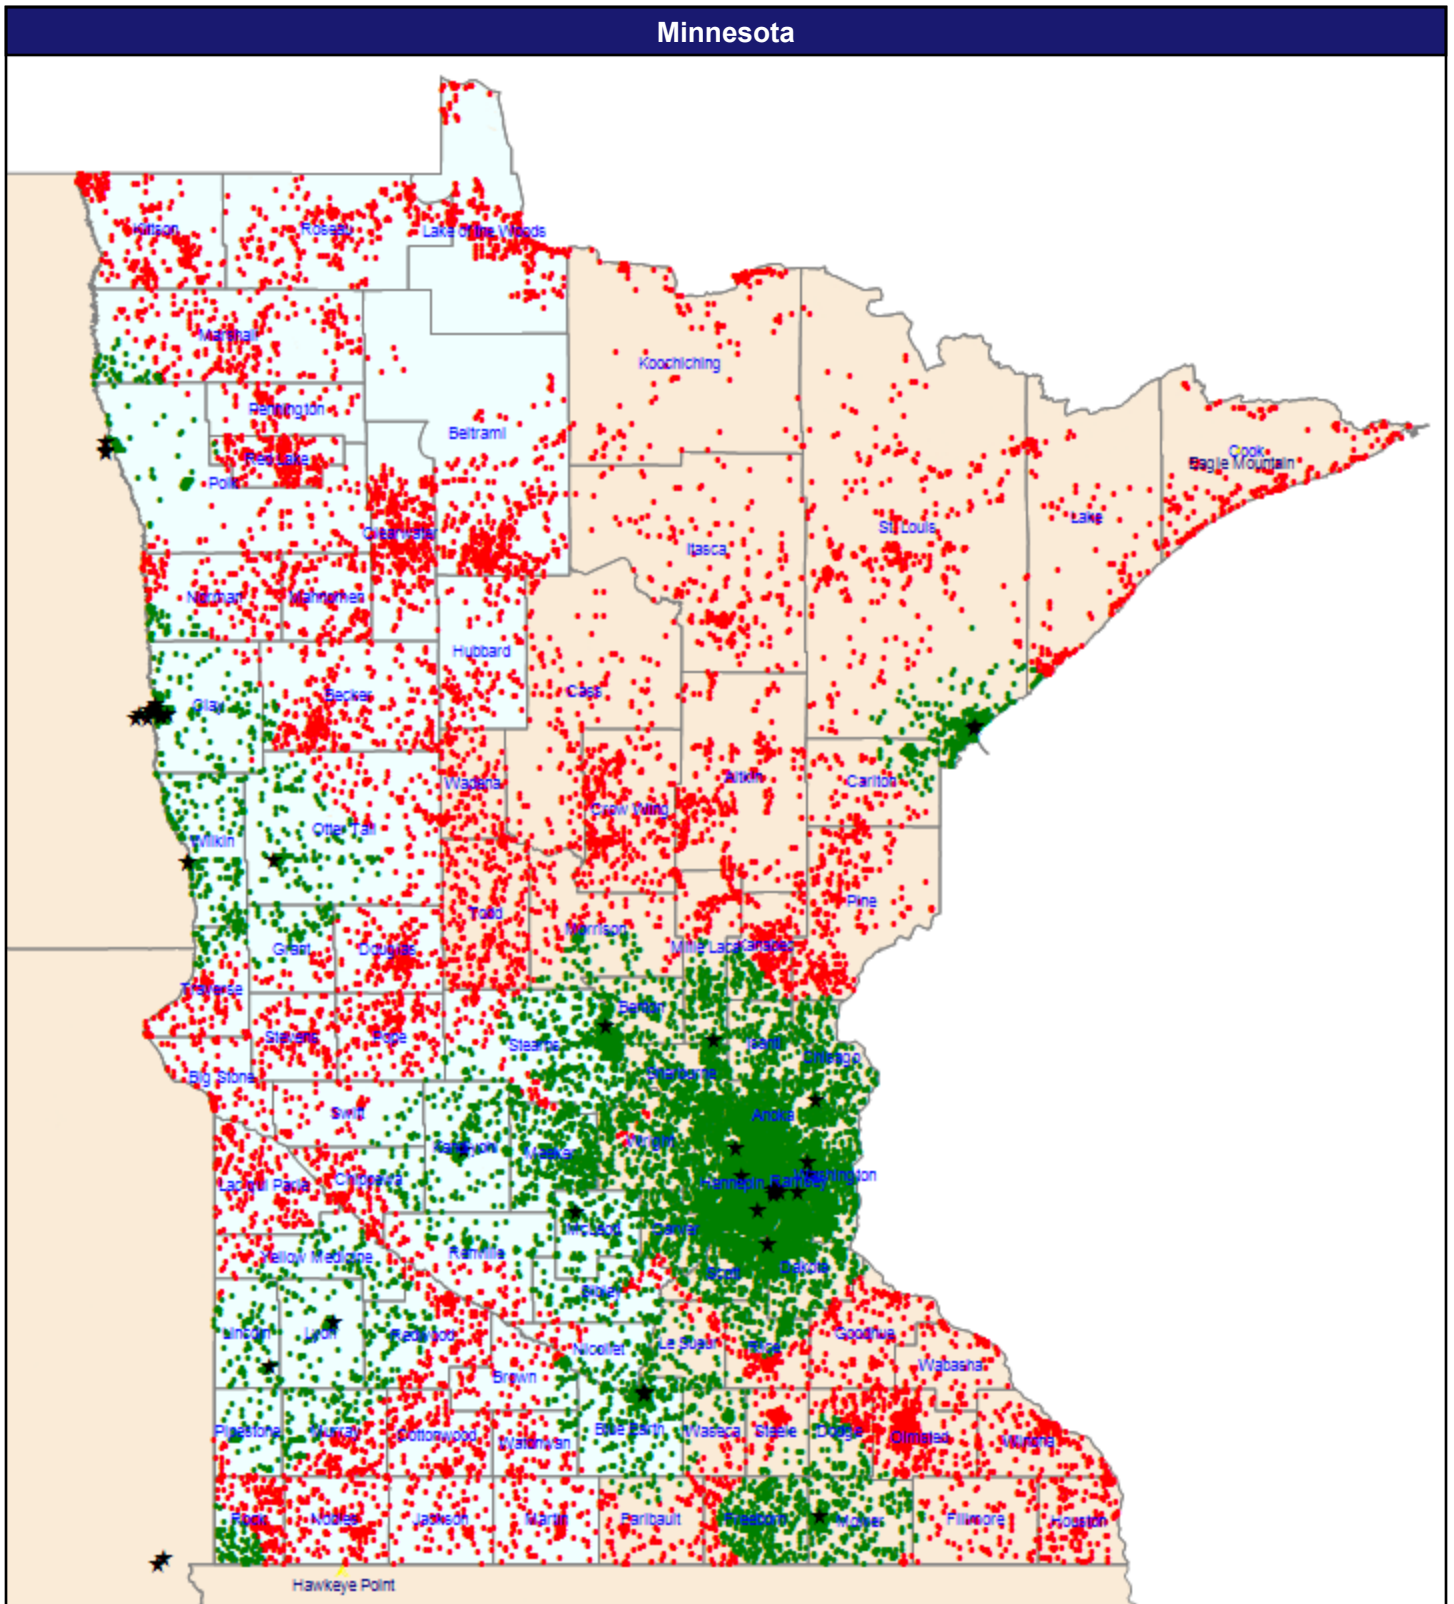 Minnesota
Kittson
Roseau
Lake of the Woods
Marshall
Koochiching
Pennington
Beltrami
Cook
Eagle Mountain
Red Lake
Polk
Lake
St. Louis
Clearwater
Itasca
Norman
Mahnomen
Hubbard
Cass
Becker
Clay
Wadena
Aitkin
Carlton
Crow Wing
Otter Tail
Wilkin
Pine
Todd
Morrison
Mille Lacs
Kanabec
Grant
Douglas
Traverse
Benton
Stevens
Pope
Stearns
Isanti
Chisago
Big Stone
Sherburne
Swift
Anoka
Kandiyohi
Meeker
Wright
Lac qui Parle
Chippewa
Hennepin
Ramsey
Washington
McLeod
Carver
Yellow Medicine
Renville
Scott
Dakota
Sibley
Lincoln
Lyon
Redwood
Nicollet
Le Sueur
Rice
Goodhue
Wabasha
Brown
Pipestone
Murray
Cottonwood
Watonwan
Blue Earth
Waseca
Steele
Dodge
Olmsted
Winona
Rock
Nobles
Jackson
Martin
Faribault
Freeborn
Mower
Fillmore
Houston
Hawkeye Point